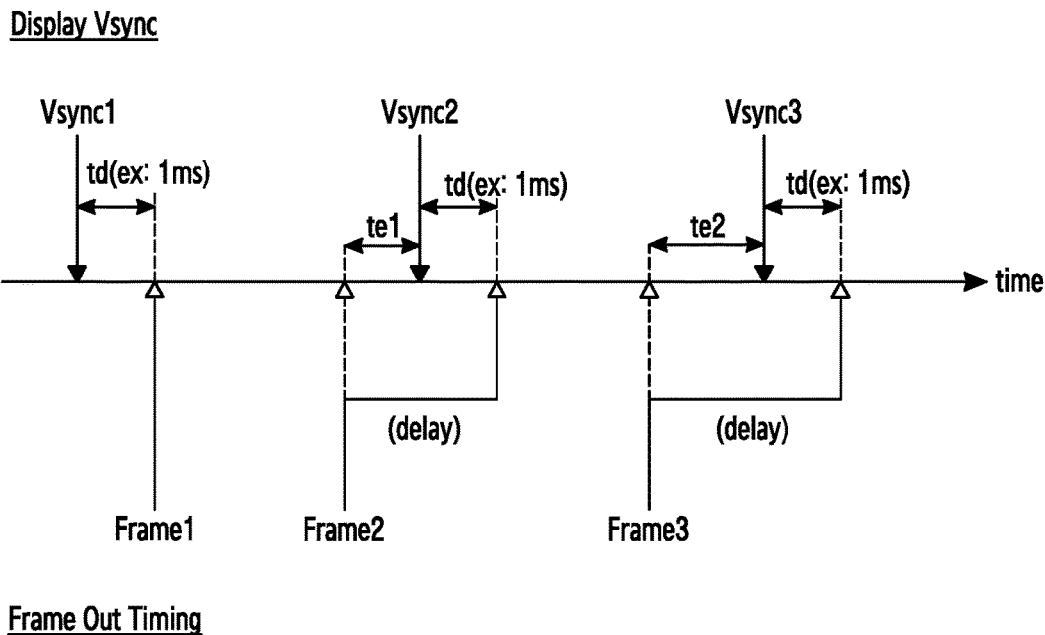 Display Vsync
Vsync1 Vsync2 Vsync3
td(ex: 1ms) td(ex: 1ms) td(ex: 1ms)
te1 te2
time
(delay) (delay)
Frame1 Frame2 Frame3
Frame Out Timing